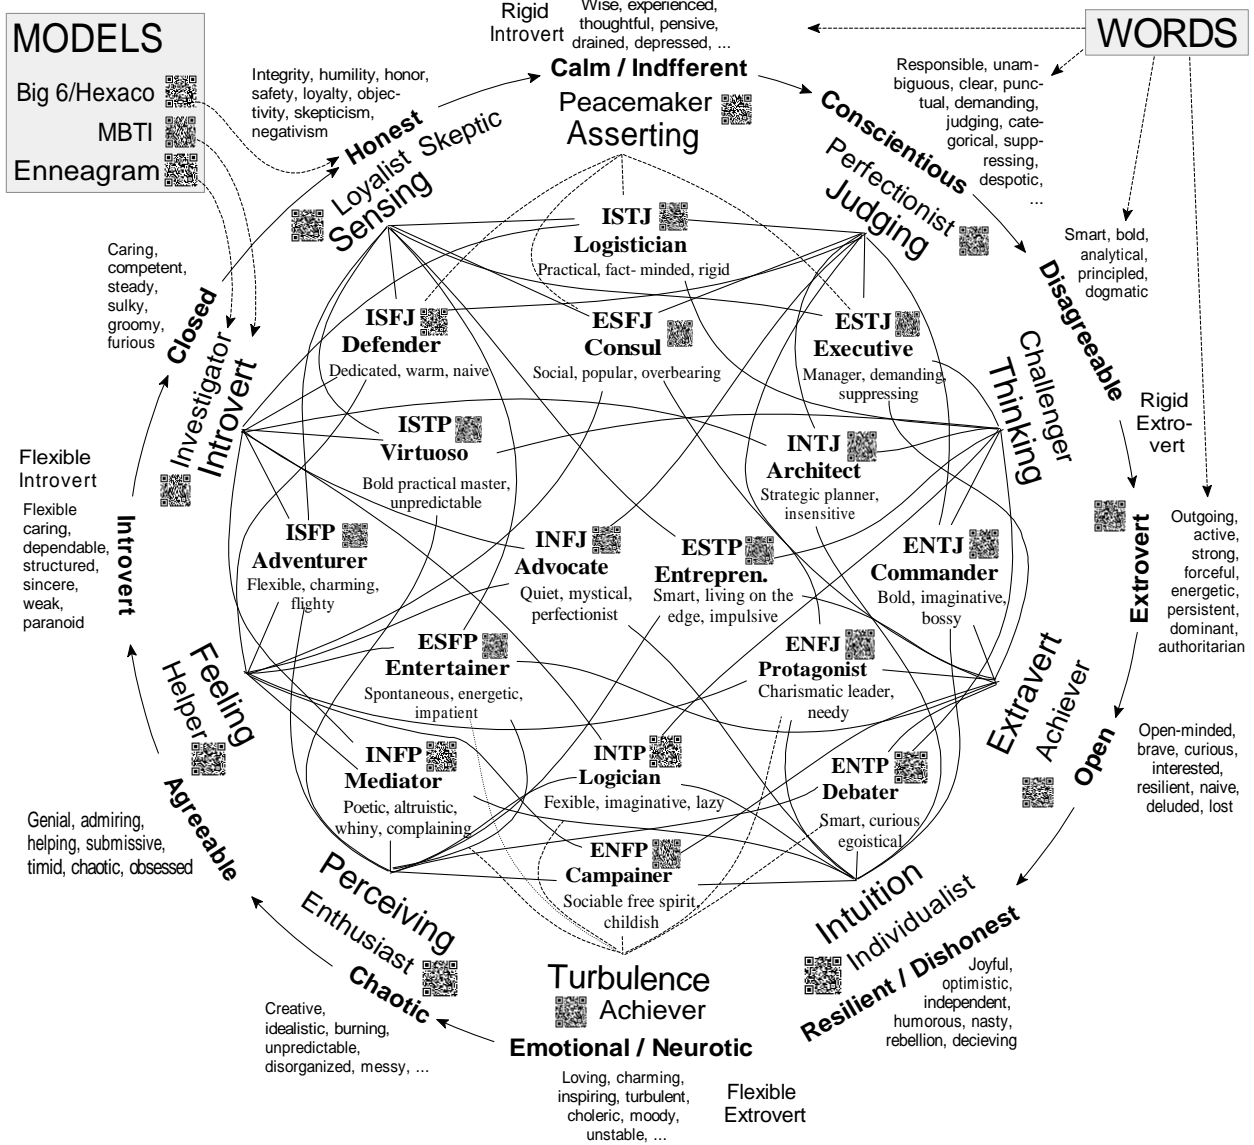 MODELS
Big 6/Hexaco
MBTI
Enneagram
Rigid
Introvert
Wise, experienced,
thoughtful, pensive,
drained, depressed, ...
Calm / Indfferent
Peacemaker
Asserting
WORDS
Integrity, humility, honor,
safety, loyalty, objec-
tivity, skepticism,
negativism
Honest
Loyalist Skeptic
Sensing
Responsible, unam-
biguous, clear, punc-
tual, demanding,
judging, cate-
gorical, supp-
ressing,
despotic,
...
Conscientious
Perfectionist
Judging
Smart, bold,
analytical,
principled,
dogmatic
Disagreeable
Challenger
Thinking
Rigid
Extro-
vert
Caring,
competent,
steady,
sulky,
groomy,
furious
Closed
Investigator
Introvert
ISTJ
Logistician
Practical, fact- minded, rigid
ISFJ
Defender
Dedicated, warm, naive
ESFJ
Consul
Social, popular, overbearing
ESTJ
Executive
Manager, demanding,
suppressing
ISTP
Virtuoso
Bold practical master,
unpredictable
INTJ
Architect
Strategic planner,
insensitive
Flexible
Introvert
Flexible
caring,
dependable,
structured,
sincere,
weak,
paranoid
Introvert
ISFP
Adventurer
Flexible, charming,
flighty
INFJ
Advocate
Quiet, mystical,
perfectionist
ESTP
Entrepren.
Smart, living on the
edge, impulsive
ENTJ
Commander
Bold, imaginative,
bossy
Extrovert
Outgoing,
active,
strong,
forceful,
energetic,
persistent,
dominant,
authoritarian
ESFP
Entertainer
Spontaneous, energetic,
impatient
ENFJ
Protagonist
Charismatic leader,
needy
Extravert
Achiever
Open
Open-minded,
brave, curious,
interested,
resilient, naive,
deluded, lost
Feeling
Helper
Agreeable
Genial, admiring,
helping, submissive,
timid, chaotic, obsessed
INFP
Mediator
Poetic, altruistic,
whiny, complaining
INTP
Logician
Fexible, imaginative, lazy
ENTP
Debater
Smart, curious
egoistical
ENFP
Campainer
Sociable free spirit,
childish
Perceiving
Enthusiast
Chaotic
Creative,
idealistic, burning,
unpredictable,
disorganized, messy, ...
Turbulence
Achiever
Emotional / Neurotic
Loving, charming,
inspiring, turbulent,
choleric, moody,
unstable, ...
Flexible
Extrovert
Intuition
Individualist
Resilient / Dishonest
Joyful,
optimistic,
independent,
humorous, nasty,
rebellion, decieving